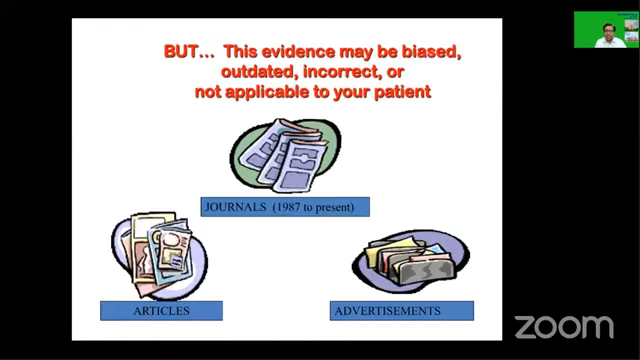 BUT... This evidence may be biased,
outdated, incorrect, or
not applicable to your patient
JOURNALS (1987 to present)
ARTICLES
ADVERTISEMENTS
zoom